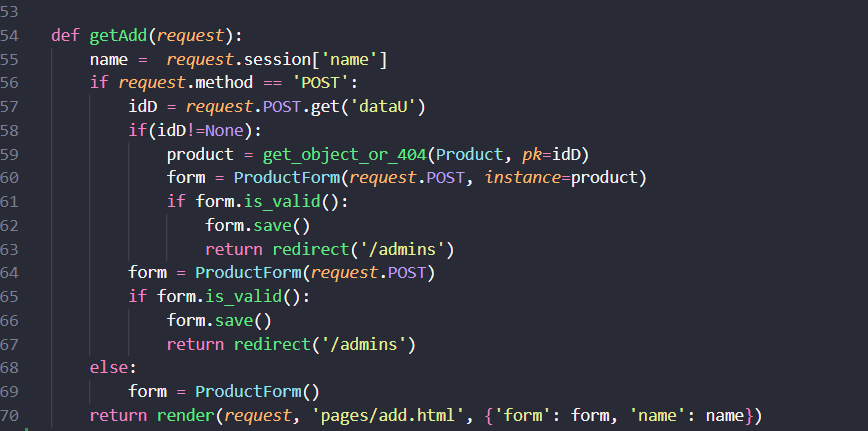 53
54 def getAdd(request):
55 name =  request.session['name']
56 if request.method == 'POST':
57 idD = request.POST.get('dataU')
58 if(idD!=None):
59 product = get_object_or_404(Product, pk=idD)
60 form = ProductForm(request.POST, instance=product)
61 if form.is_valid():
62 form.save()
63 return redirect('/admins')
64 form = ProductForm(request.POST)
65 if form.is_valid():
66 form.save()
67 return redirect('/admins')
68 else:
69 form = ProductForm()
70 return render(request, 'pages/add.html', {'form': form, 'name': name})